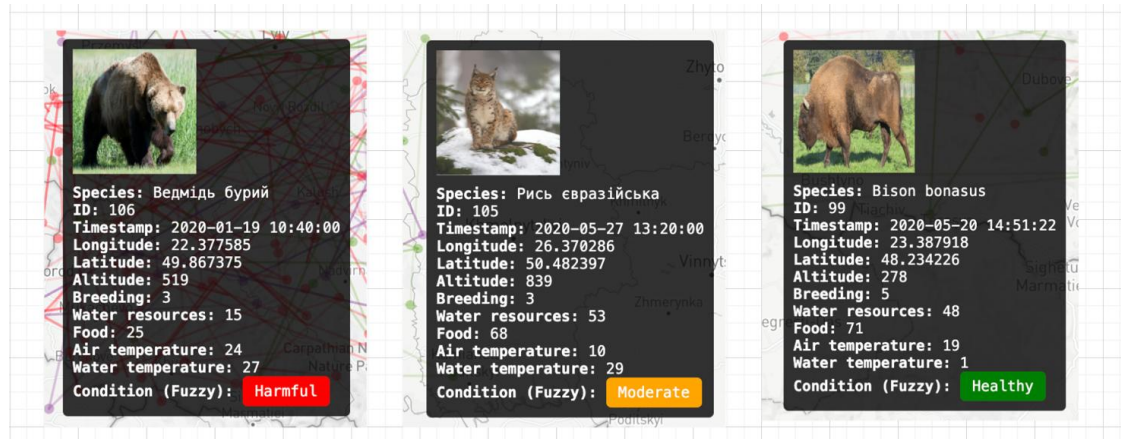 Species: Ведмідь бурий
ID: 106
Timestamp: 2020-01-19 10:40:00
Longitude: 22.377585
Latitude: 49.867375
Altitude: 519
Breeding: 3
Water resources: 15
Food: 25
Air temperature: 24
Water temperature: 27
Condition (Fuzzy): Harmful
Zhyto
Species: Рись євразійська
ID: 105
Timestamp: 2020-05-27 13:20:00
Longitude: 26.370286
Latitude: 50.482397
Altitude: 839
Breeding: 3
Water resources: 53
Food: 68
Air temperature: 10
Water temperature: 29
Condition (Fuzzy): Moderate
Vinnyt
Zhmerynka
Dubove
Species: Bison bonasus
ID: 99
Timestamp: 2020-05-20 14:51:22
Longitude: 23.387918
Latitude: 48.234226
Altitude: 278
Breeding: 5
Water resources: 48
Food: 71
Air temperature: 19
Water temperature: 1
Condition (Fuzzy): Healthy